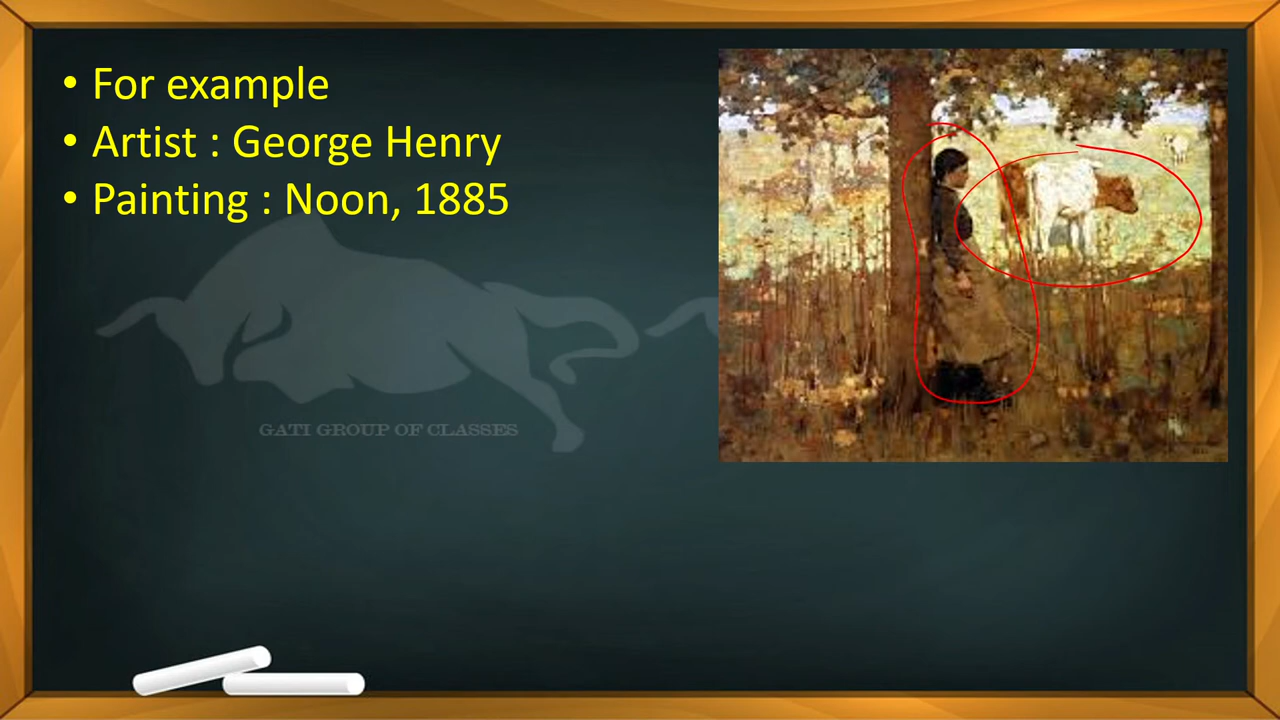 • For example
• Artist : George Henry
• Painting : Noon, 1885
GATI GROUP OF CLASSES